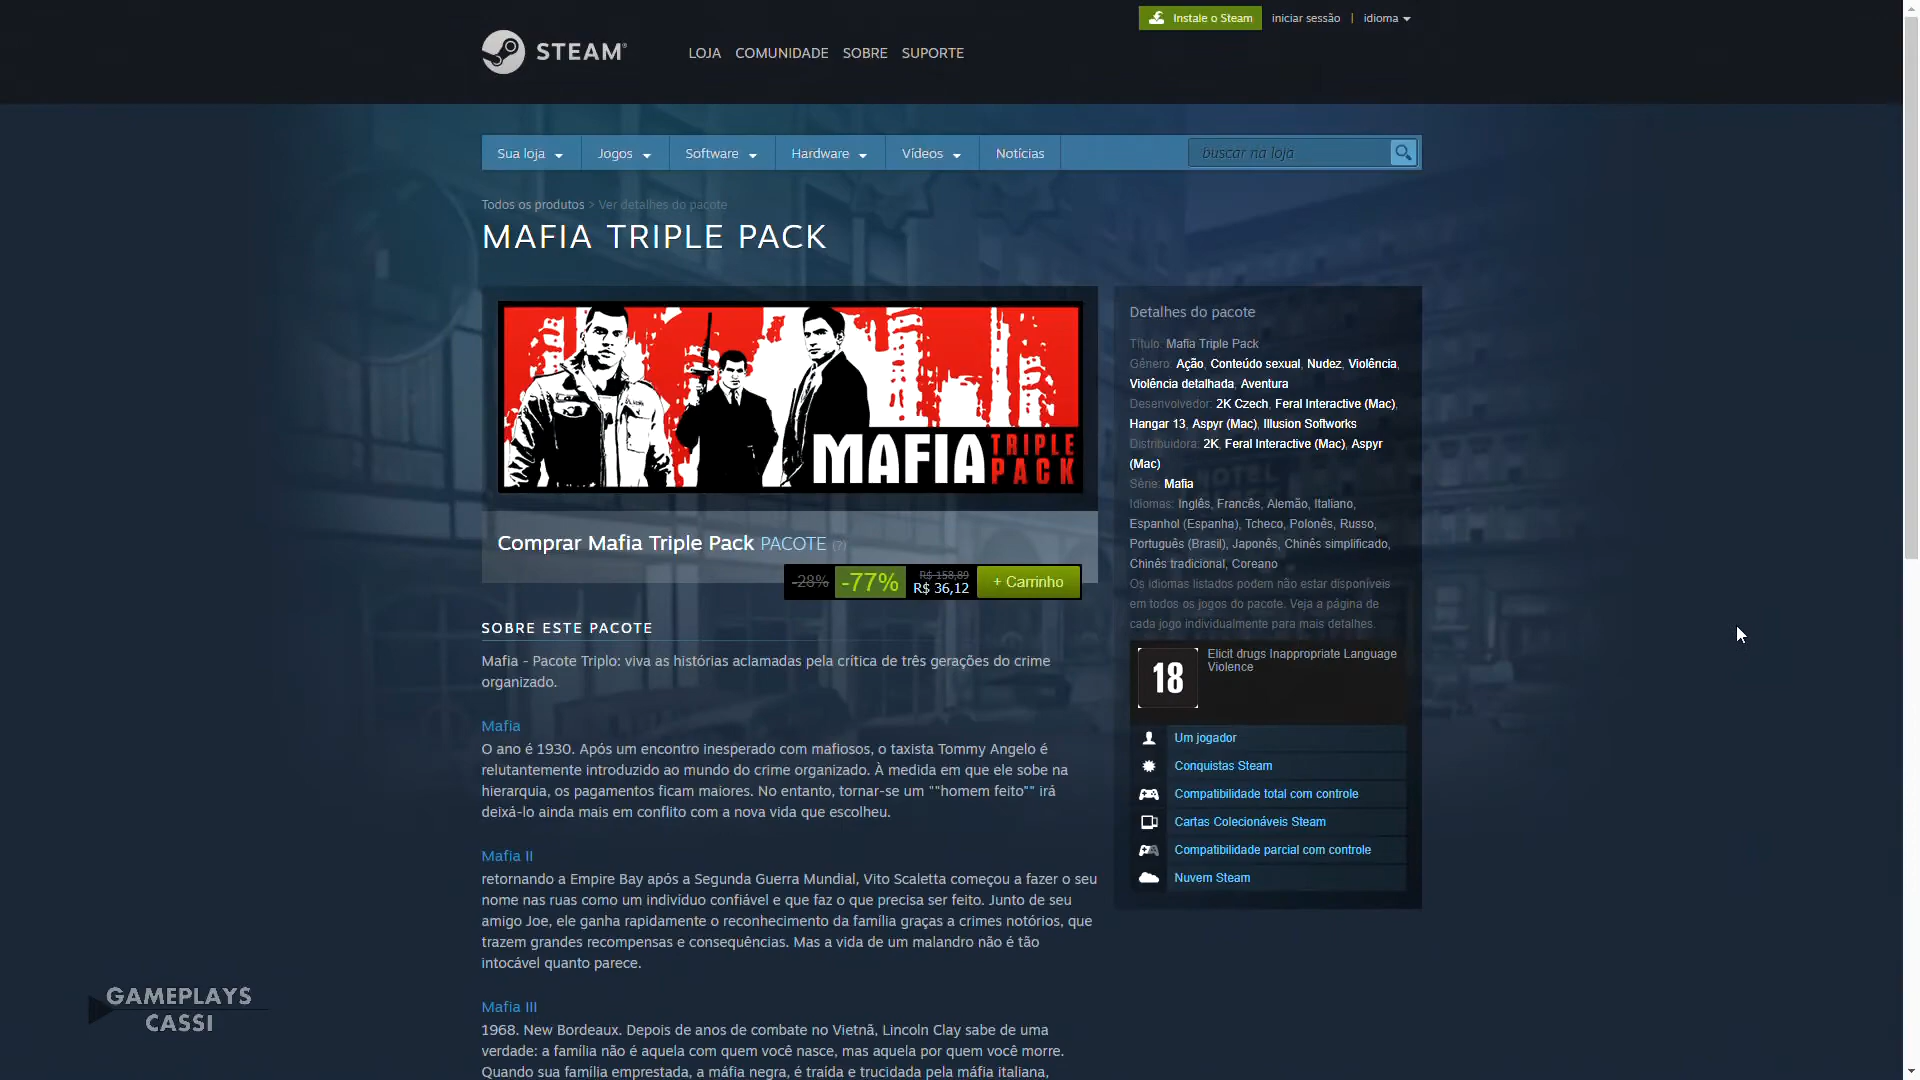 Instale o Steam
iniciar sessão | idioma
STEAM®
LOJA COMUNIDADE SOBRE SUPORTE
Sua loja Jogos Software Hardware Vídeos Notícias
buscar na loja
Todos os produtos > Ver detalhes do pacote
MAFIA TRIPLE PACK
MAFIA TRIPLE PACK
Comprar Mafia Triple Pack PACOTE (?)
-28% -77% R$ 158,89 R$ 36,12 + Carrinho
SOBRE ESTE PACOTE
Mafia - Pacote Triplo: viva as histórias aclamadas pela crítica de três gerações do crime
organizado.
Mafia
O ano é 1930. Após um encontro inesperado com mafiosos, o taxista Tommy Angelo é
relutantemente introduzido ao mundo do crime organizado. À medida em que ele sobe na
hierarquia, os pagamentos ficam maiores. No entanto, tornar-se um ""homem feito"" irá
deixá-lo ainda mais em conflito com a nova vida que escolheu.
Mafia II
retornando a Empire Bay após a Segunda Guerra Mundial, Vito Scaletta começou a fazer o seu
nome nas ruas como um indivíduo confiável e que faz o que precisa ser feito. Junto de seu
amigo Joe, ele ganha rapidamente o reconhecimento da família graças a crimes notórios, que
trazem grandes recompensas e consequências. Mas a vida de um malandro não é tão
intocável quanto parece.
Mafia III
1968. New Bordeaux. Depois de anos de combate no Vietnã, Lincoln Clay sabe de uma
verdade: a família não é aquela com quem você nasce, mas aquela por quem você morre.
Quando sua família emprestada, a máfia negra, é traída e trucidada pela máfia italiana,
Detalhes do pacote
Título: Mafia Triple Pack
Gênero: Ação, Conteúdo sexual, Nudez, Violência,
Violência detalhada, Aventura
Desenvolvedor: 2K Czech, Feral Interactive (Mac),
Hangar 13, Aspyr (Mac), Illusion Softworks
Distribuidora: 2K, Feral Interactive (Mac), Aspyr
(Mac)
Série: Mafia
Idiomas: Inglês, Francês, Alemão, Italiano,
Espanhol (Espanha), Tcheco, Polonês, Russo,
Português (Brasil), Japonês, Chinês simplificado,
Chinês tradicional, Coreano
Os idiomas listados podem não estar disponíveis
em todos os jogos do pacote. Veja a página de
cada jogo individualmente para mais detalhes.
18
Elicit drugs Inappropriate Language
Violence
Um jogador
Conquistas Steam
Compatibilidade total com controle
Cartas Colecionáveis Steam
Compatibilidade parcial com controle
Nuvem Steam
GAMEPLAYS
CASSI
HOTEL